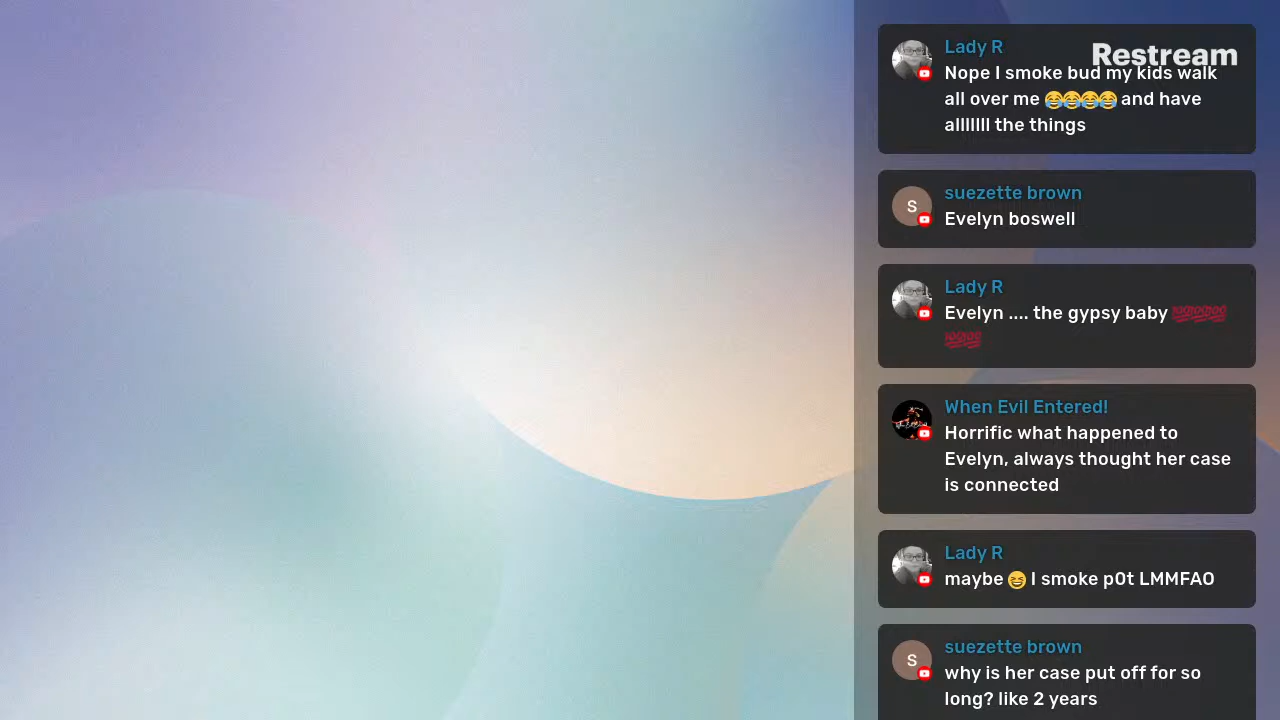 Lady R
Restream
Nope I smoke bud my kids walk
all over me 😂😂😂😂 and have
alllllll the things
suezette brown
S
Evelyn boswell
Lady R
Evelyn .... the gypsy baby 💯💯💯
💯💯
When Evil Entered!
Horrific what happened to
Evelyn, always thought her case
is connected
Lady R
maybe 😆 I smoke p0t LMMFAO
suezette brown
S
why is her case put off for so
long? like 2 years